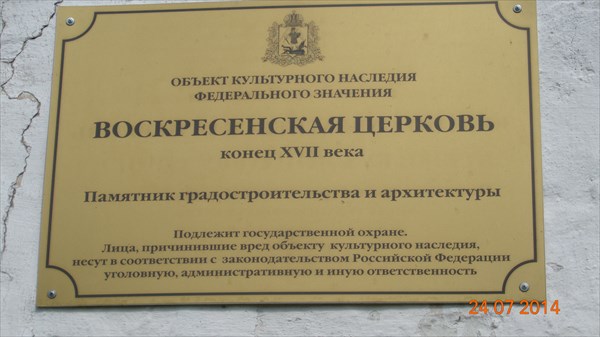 ОБЪЕКТ КУЛЬТУРНОГО НАСЛЕДИЯ
ФЕДЕРАЛЬНОГО ЗНАЧЕНИЯ
ВОСКРЕСЕНСКАЯ ЦЕРКОВЬ
конец XVII века
Памятник градостроительства и архитектуры
Подлежит государственной охране.
Лица, причинившие вред объекту культурного наследия,
несут в соответствии с законодательством Российской Федерации
уголовную, административную и иную ответственность
24 07 2014